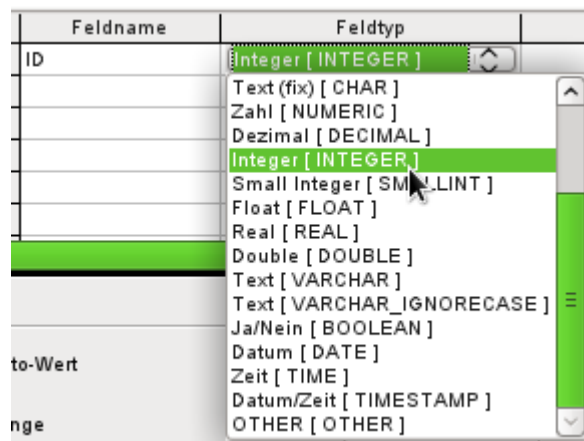 Feldname Feldtyp
ID Integer [ INTEGER ]
Text (fix) [ CHAR ]
Zahl [ NUMERIC ]
Dezimal [ DECIMAL ]
Integer [ INTEGER ]
Small Integer [ SMALLINT ]
Float [ FLOAT ]
Real [ REAL ]
Double [ DOUBLE ]
Text [ VARCHAR ]
Text [ VARCHAR_IGNORECASE ]
Ja/Nein [ BOOLEAN ]
to-Wert Datum [ DATE ]
Zeit [ TIME ]
Datum/Zeit [ TIMESTAMP ]
nge OTHER [ OTHER ]